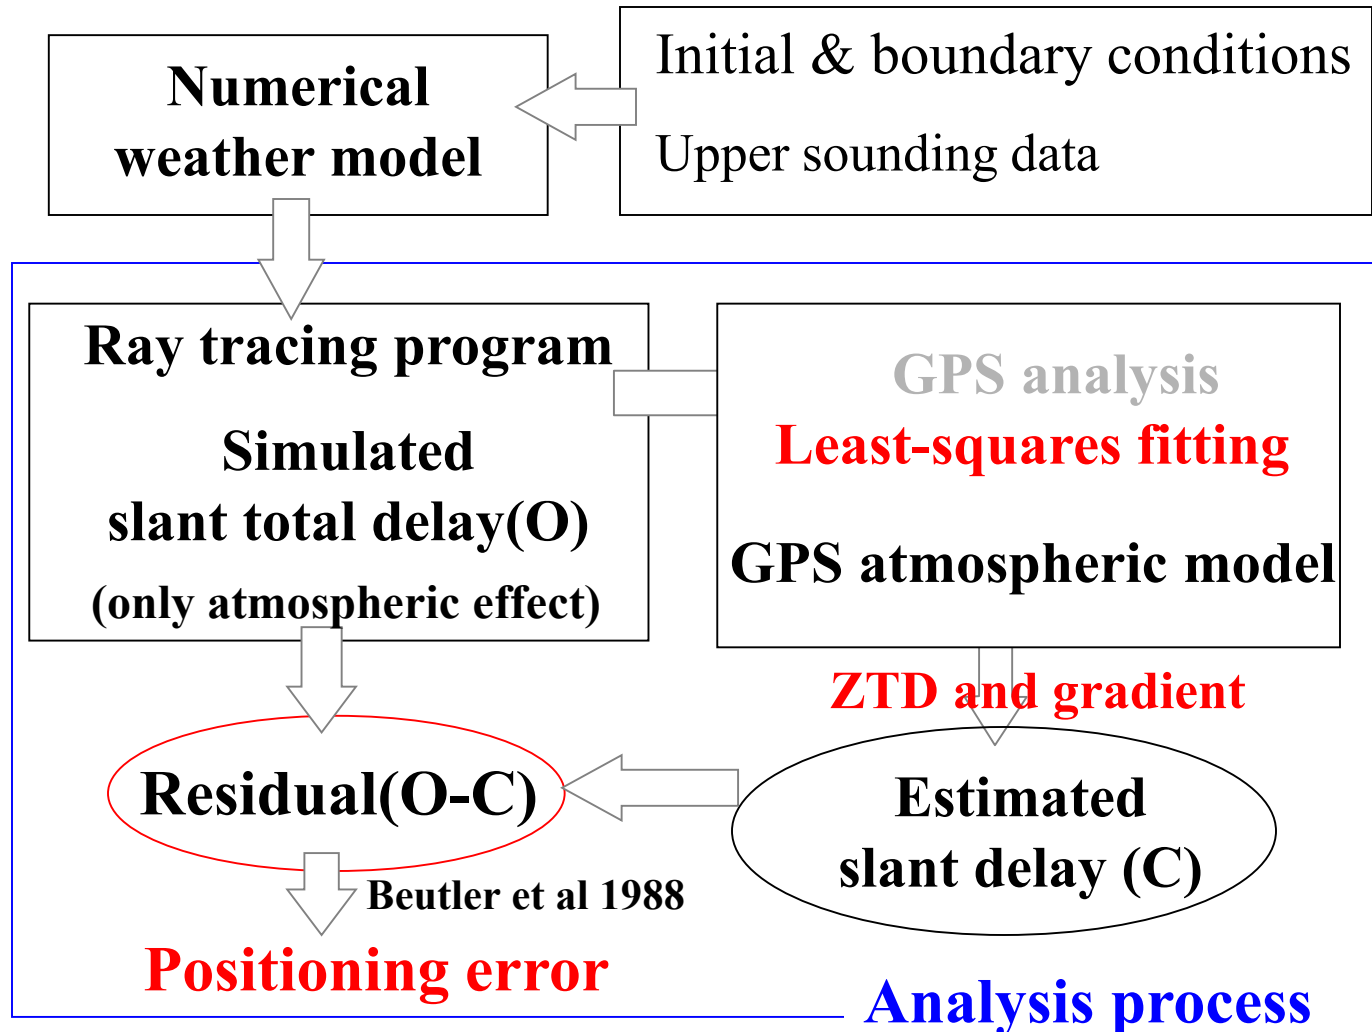 Numerical
weather model
Initial & boundary conditions
Upper sounding data
Ray tracing program
Simulated
slant total delay(O)
(only atmospheric effect)
GPS analysis
Least-squares fitting
GPS atmospheric model
ZTD and gradient
Residual(O-C)
Estimated
slant delay (C)
Beutler et al 1988
Positioning error
Analysis process